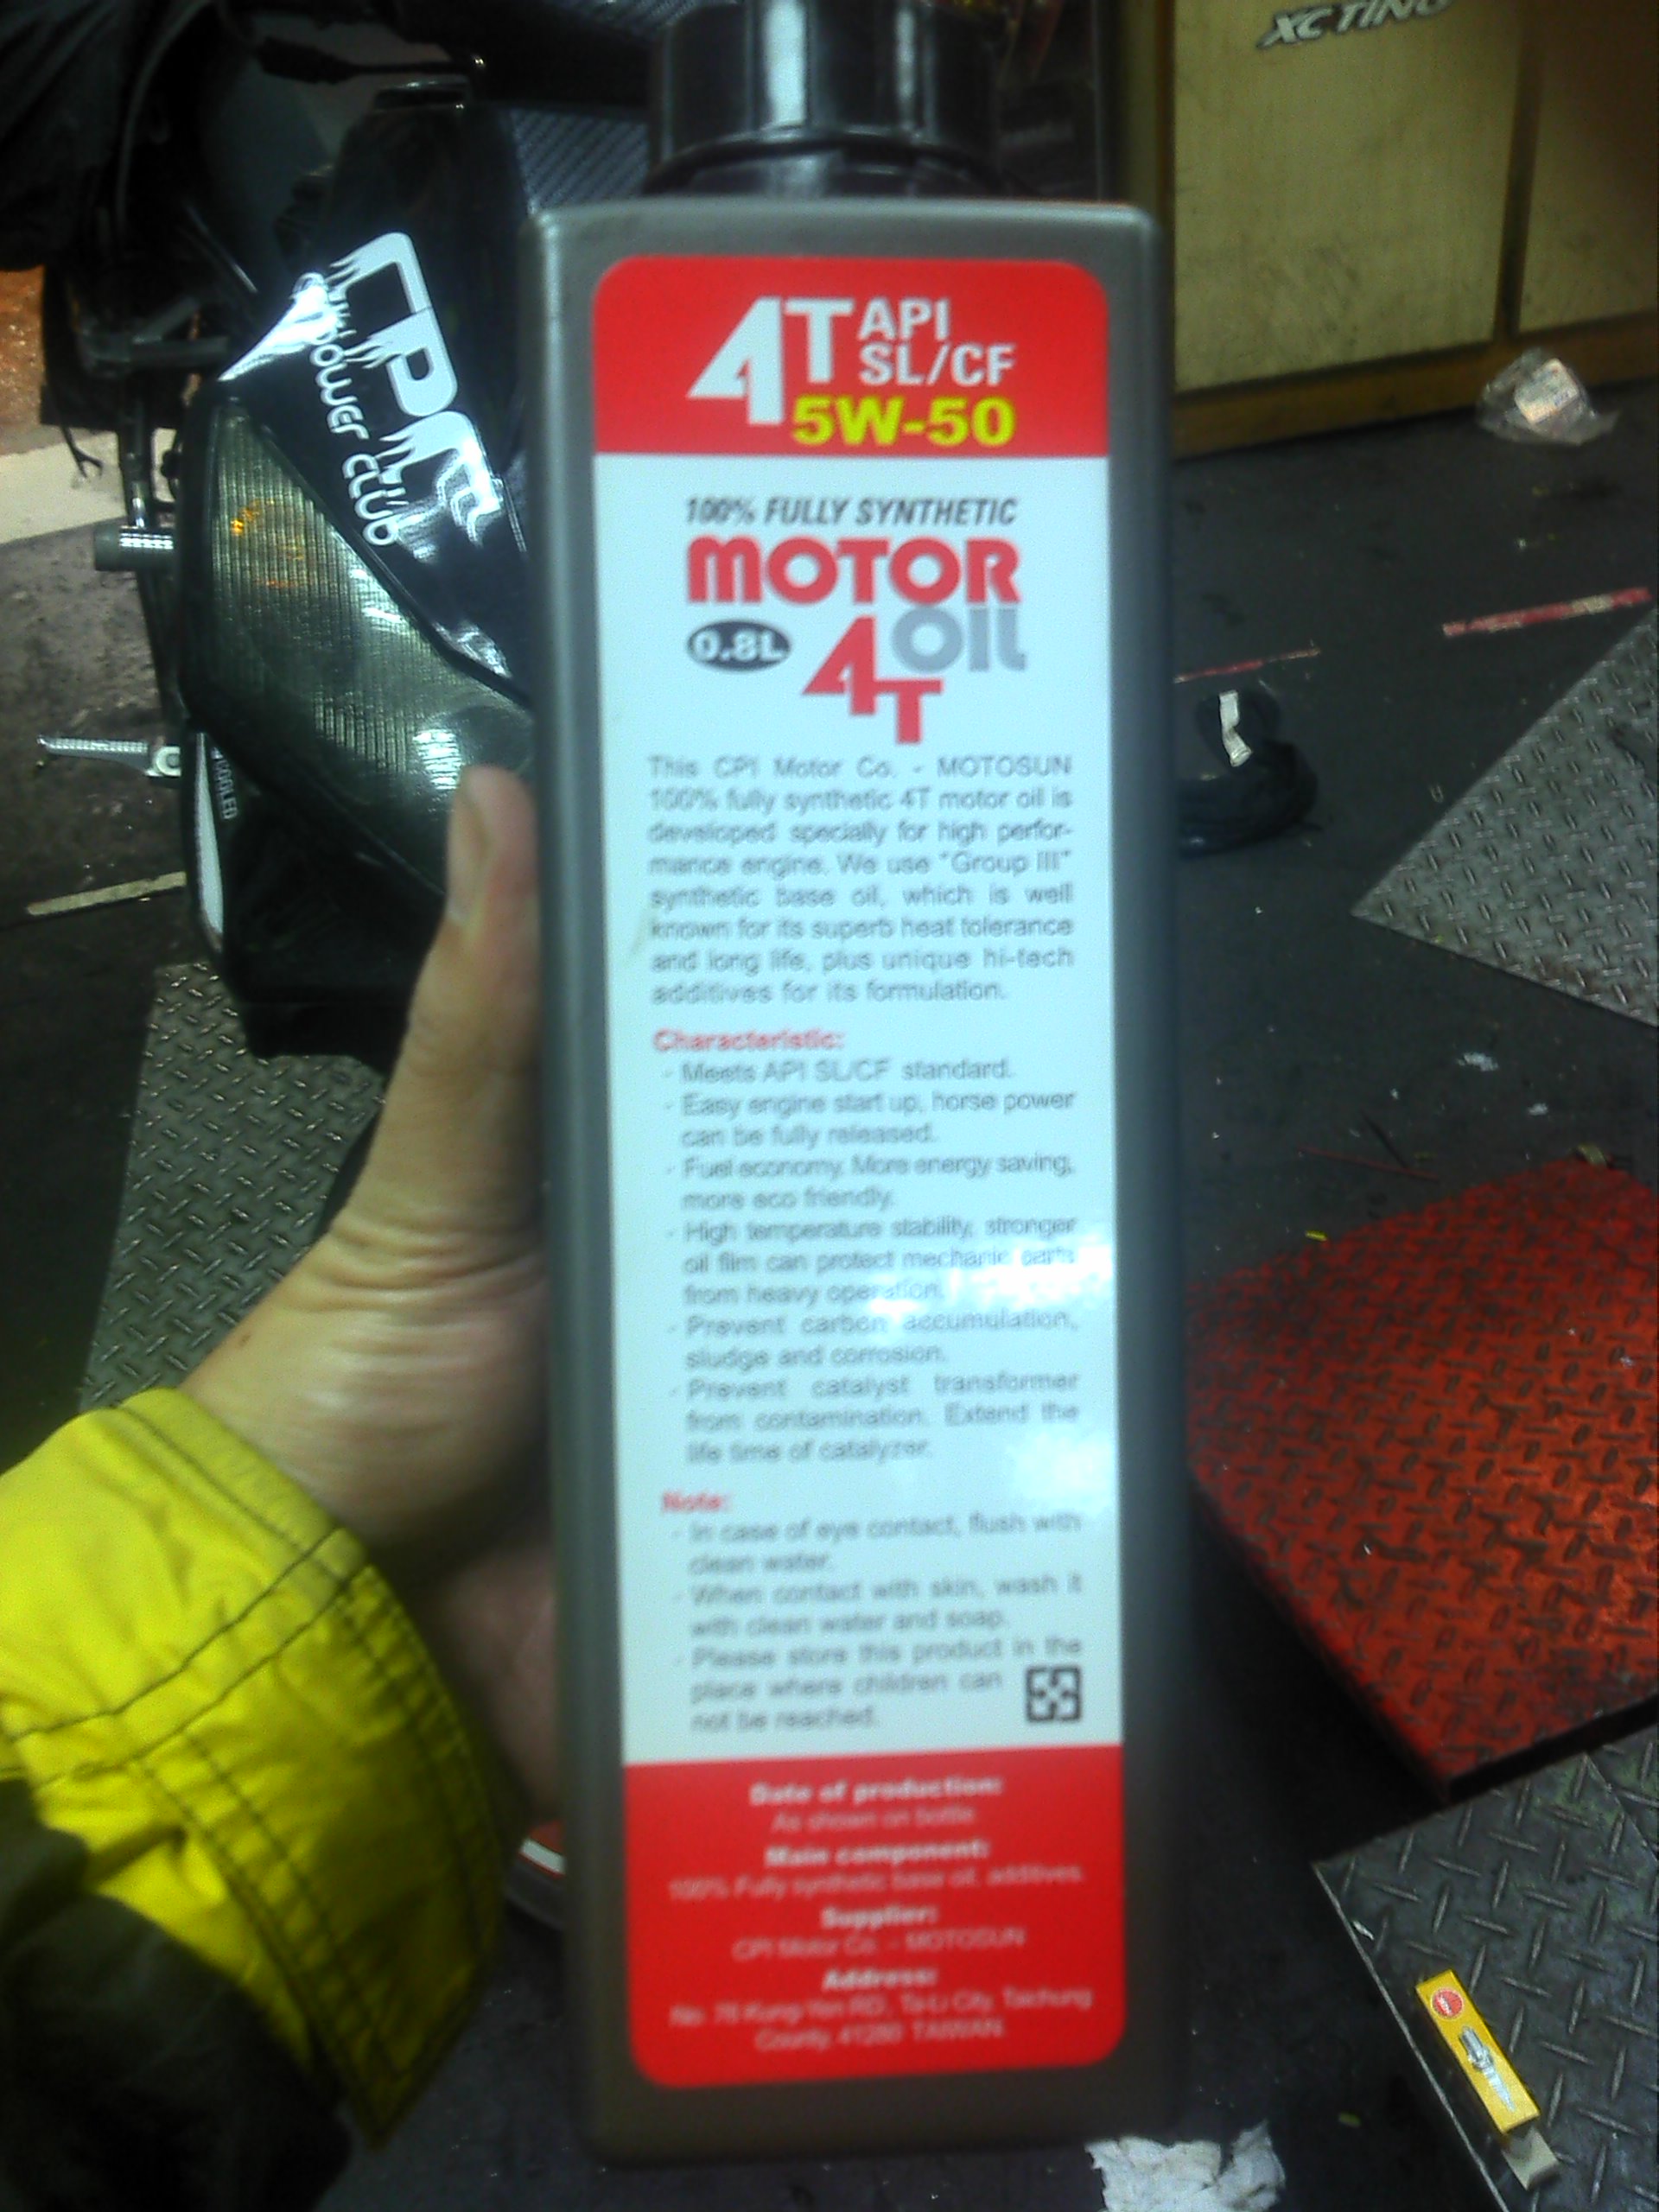 XCTING
CPI
power club
COOLED
4T API
SL/CF
5W-50
100% FULLY SYNTHETIC
MOTOR
0.8L OIL
4T
This CPI Motor Co. - MOTOSUN
100% fully synthetic 4T motor oil is
developed specially for high perfor-
mance engine. We use "Group III"
synthetic base oil, which is well
known for its superb heat tolerance
and long life, plus unique hi-tech
additives for its formulation.
Characteristic:
- Meets API SL/CF standard.
- Easy engine start up, horse power
can be fully released.
- Fuel economy. More energy saving,
more eco friendly.
- High temperature stability, stronger
oil film can protect mechanic parts
from heavy operation.
- Prevent carbon accumulation,
sludge and corrosion.
- Prevent catalyst transformer
from contamination. Extend the
life time of catalyzer.
Note:
- In case of eye contact, flush with
clean water.
- When contact with skin, wash it
with clean water and soap.
- Please store this product in the
place where children can
not be reached.
Date of production:
As shown on bottle
Main component:
100% Fully synthetic base oil, additives.
Supplier:
CPI Motor Co. - MOTOSUN
Address:
RD., Ta-Li City, Taichung
County, 41280 TAIWAN.